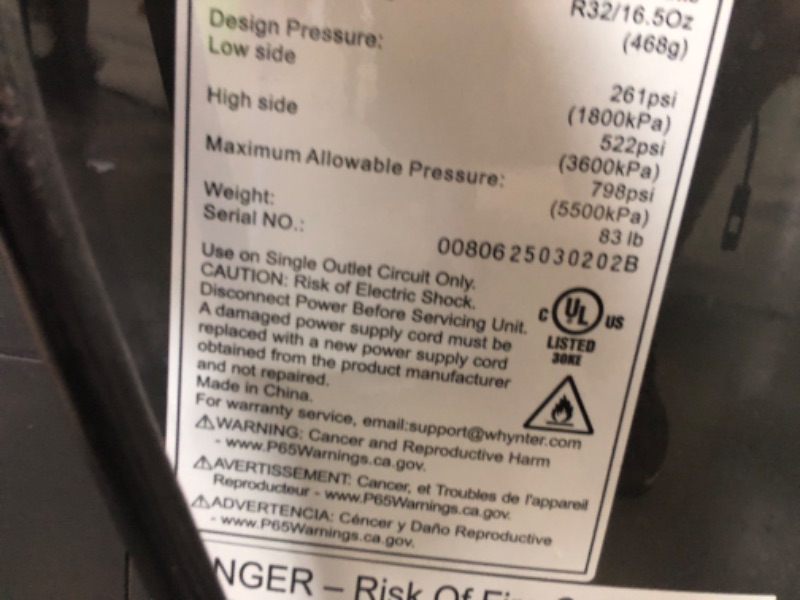 R32/16.5Oz
(468g)
Design Pressure:
Low side
261psi
(1800kPa)
High side
522psi
(3600kPa)
Maximum Allowable Pressure:
798psi
(5500kPa)
Weight:
83 lb
Serial NO.:
0080625030202B
Use on Single Outlet Circuit Only.
CAUTION: Risk of Electric Shock.
Disconnect Power Before Servicing Unit.
A damaged power supply cord must be
replaced with a new power supply cord
obtained from the product manufacturer
and not repaired.
Made in China.
C UL US
LISTED
30KE
For warranty service, email:support@whynter.com
WARNING: Cancer and Reproductive Harm
- www.P65Warnings.ca.gov.
AVERTISSEMENT: Cancer, et Troubles de l'appareil
Reproducteur - www.P65Warnings.ca.gov.
ADVERTENCIA: Céncer y Daño Reproductive
- www.P65Warnings.ca.gov.
NGER – Risk Of